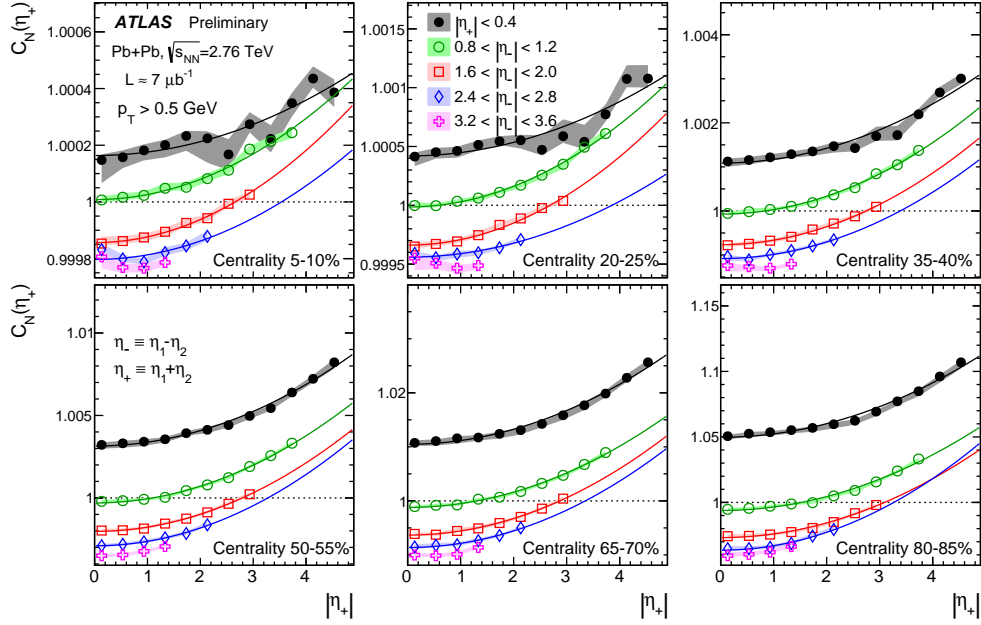 C_N(η_+)
1.0006
1.0004
1.0002
1
0.9998
ATLAS Preliminary
Pb+Pb, √s_NN=2.76 TeV
L ≈ 7 μb⁻¹
p_T > 0.5 GeV
Centrality 5-10%
1.0015
1.001
1.0005
1
0.9995
|η_+| < 0.4
0.8 < |η_-| < 1.2
1.6 < |η_-| < 2.0
2.4 < |η_-| < 2.8
3.2 < |η_-| < 3.6
Centrality 20-25%
1.004
1.002
1
Centrality 35-40%
C_N(η_+)
1.01
1.005
1
η_- ≡ η_1-η_2
η_+ ≡ η_1+η_2
Centrality 50-55%
0 1 2 3 4
|η_+|
1.02
1
Centrality 65-70%
0 1 2 3 4
|η_+|
1.15
1.1
1.05
1
Centrality 80-85%
0 1 2 3 4
|η_+|